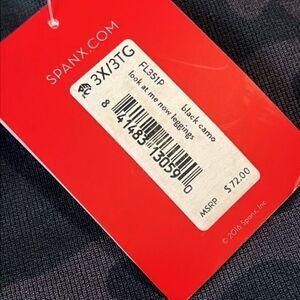 SPANX.COM
3X/3TG
FL351P
look at me now leggings
black camo
8 41483 13059 0
MSRP $72.00
© 2016 Spanx, Inc